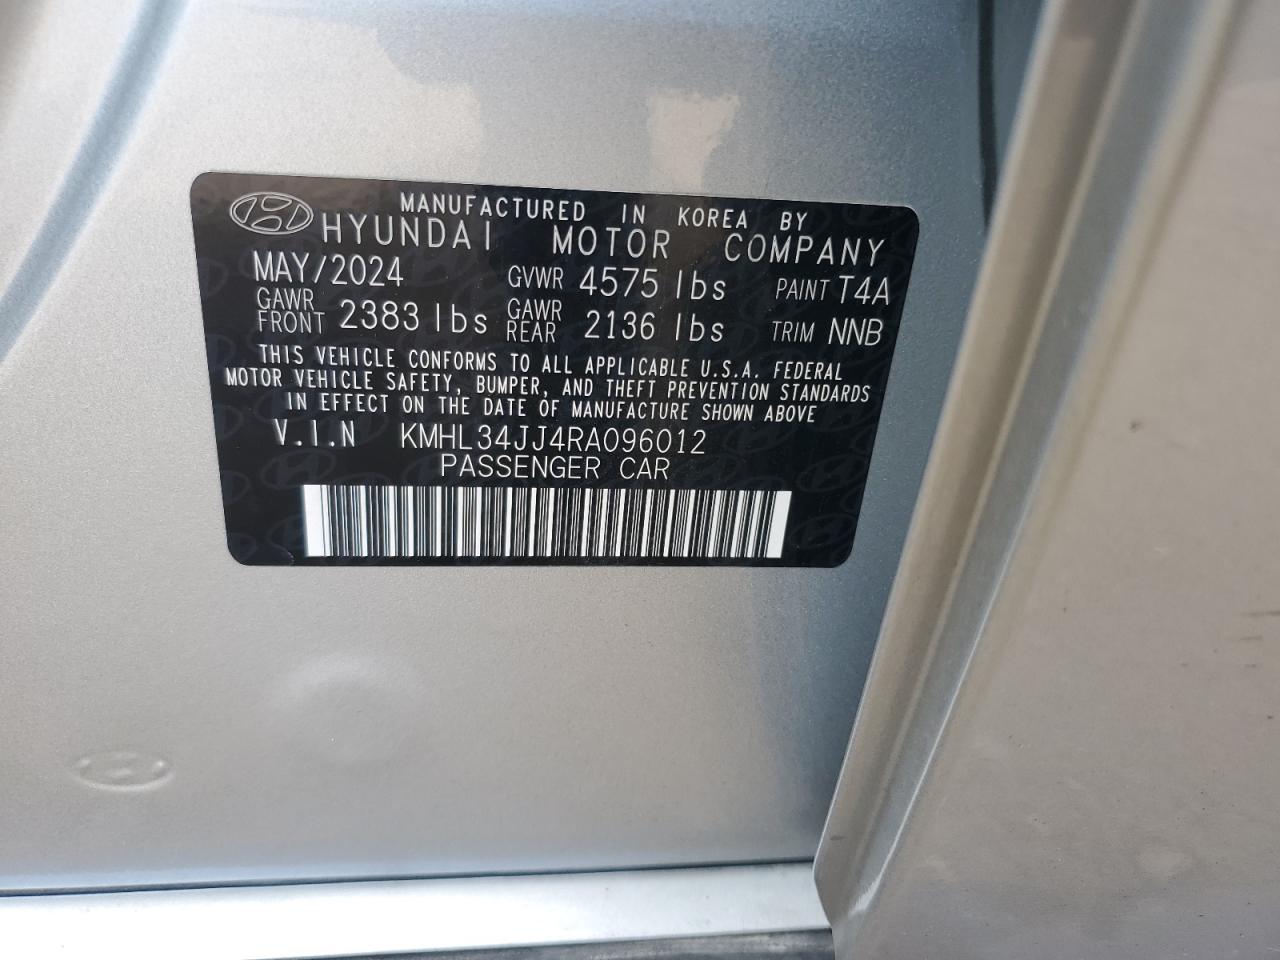 MANUFACTURED IN KOREA BY
HYUNDAI MOTOR COMPANY
MAY/2024 GVWR 4575 lbs PAINT T4A
GAWR FRONT 2383 lbs GAWR REAR 2136 lbs TRIM NNB
THIS VEHICLE CONFORMS TO ALL APPLICABLE U.S.A. FEDERAL
MOTOR VEHICLE SAFETY, BUMPER, AND THEFT PREVENTION STANDARDS
IN EFFECT ON THE DATE OF MANUFACTURE SHOWN ABOVE
V.I.N KMHL34JJ4RA096012
PASSENGER CAR